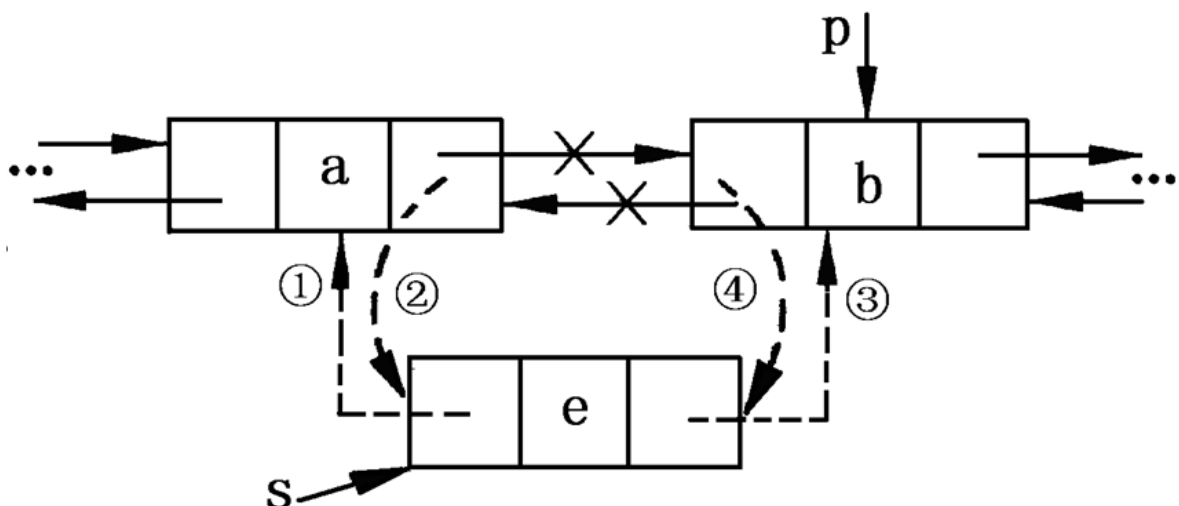 p
… a b …
① ② ④ ③
e
s